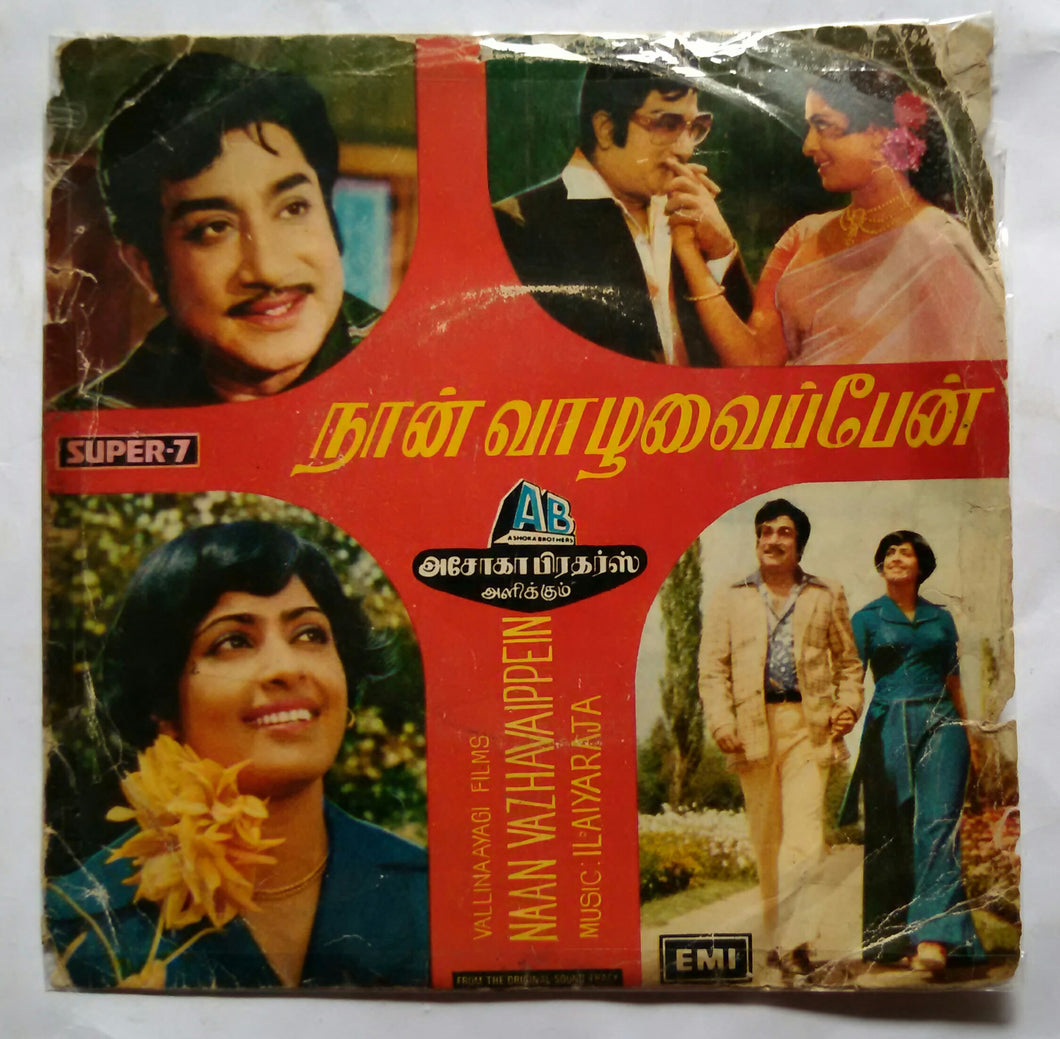 நான் வாழவைப்பேன்
SUPER-7
AB
ASHOKA BROTHERS
அசோகா பிரதர்ஸ்
அளிக்கும்
VALLINAAYAGI FILMS
NAAN VAZHAVAIPPEIN
MUSIC: ILAIYARAJA
EMI
FROM THE ORIGINAL SOUND TRACK